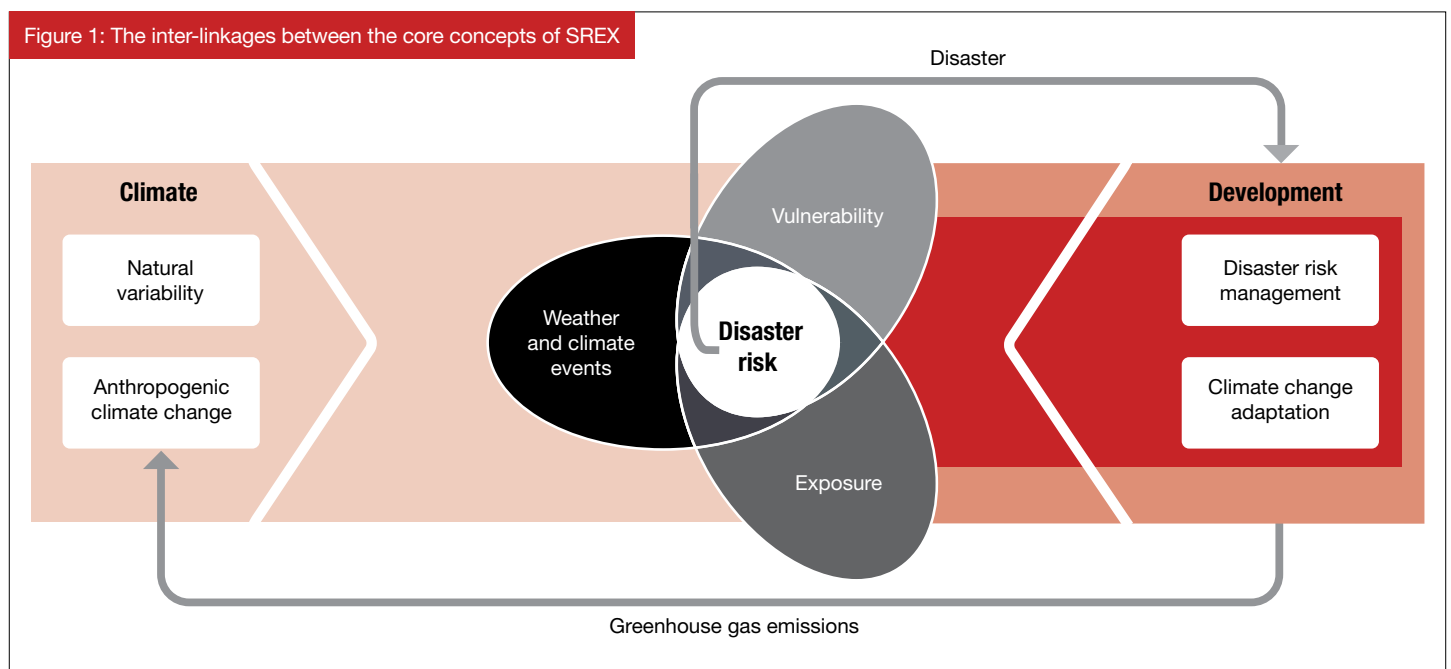 Figure 1: The inter-linkages between the core concepts of SREX
Disaster
Climate
Natural
variability
Anthropogenic
climate change
Weather
and climate
events
Vulnerability
Disaster
risk
Exposure
Development
Disaster risk
management
Climate change
adaptation
Greenhouse gas emissions